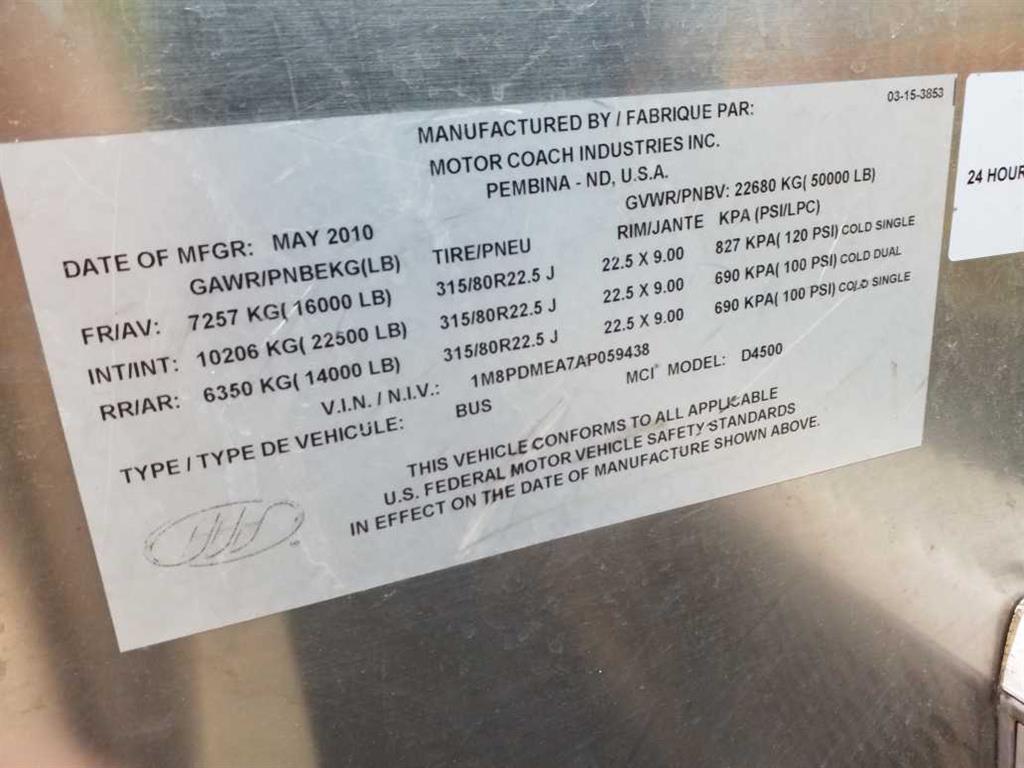 03-15-3853
MANUFACTURED BY / FABRIQUE PAR:
MOTOR COACH INDUSTRIES INC.
PEMBINA - ND, U.S.A.
DATE OF MFGR: MAY 2010 GVWR/PNBV: 22680 KG( 50000 LB)
GAWR/PNBEKG(LB) TIRE/PNEU RIM/JANTE KPA (PSI/LPC)
FR/AV: 7257 KG( 16000 LB) 315/80R22.5 J 22.5 X 9.00 827 KPA( 120 PSI) COLD SINGLE
INT/INT: 10206 KG( 22500 LB) 315/80R22.5 J 22.5 X 9.00 690 KPA( 100 PSI) COLD DUAL
RR/AR: 6350 KG( 14000 LB) 315/80R22.5 J 22.5 X 9.00 690 KPA( 100 PSI) COLD SINGLE
V.I.N. / N.I.V.: 1M8PDMEA7AP059438 MCI® MODEL: D4500
TYPE / TYPE DE VEHICULE: BUS
THIS VEHICLE CONFORMS TO ALL APPLICABLE
U.S. FEDERAL MOTOR VEHICLE SAFETY STANDARDS
IN EFFECT ON THE DATE OF MANUFACTURE SHOWN ABOVE.
24 HOUR